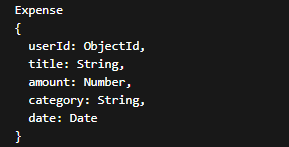 Expense
{
  userId: ObjectId,
  title: String,
  amount: Number,
  category: String,
  date: Date
}